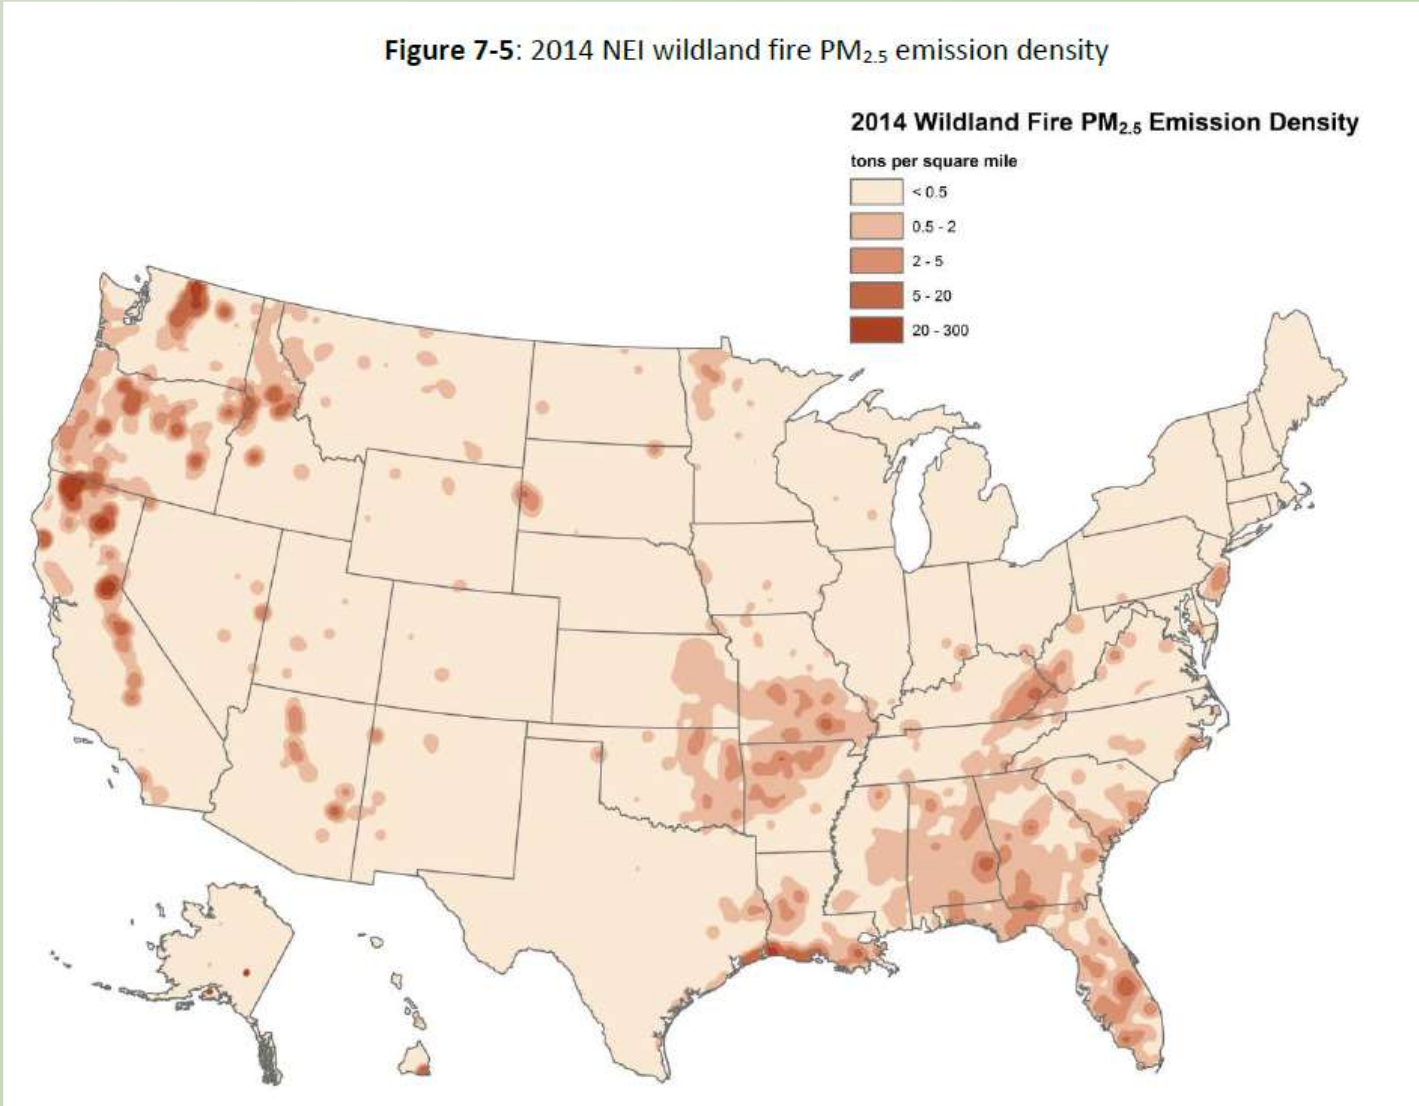 Figure 7-5: 2014 NEI wildland fire PM2.5 emission density
2014 Wildland Fire PM2.5 Emission Density
tons per square mile
< 0.5
0.5 - 2
2 - 5
5 - 20
20 - 300